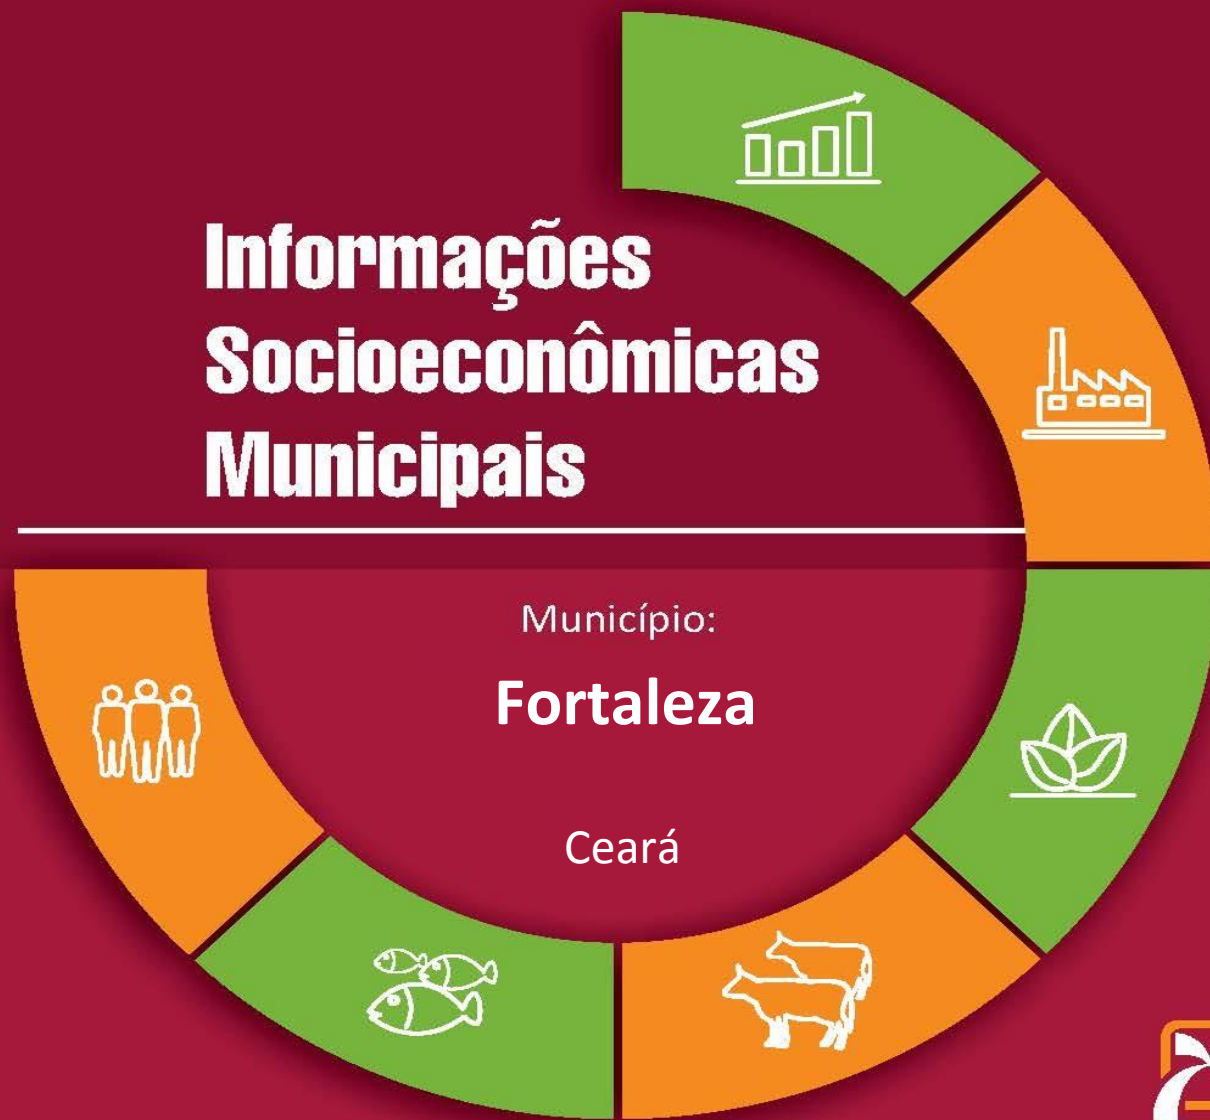 Informações
Socioeconômicas
Municipais
Município:
Fortaleza
Ceará